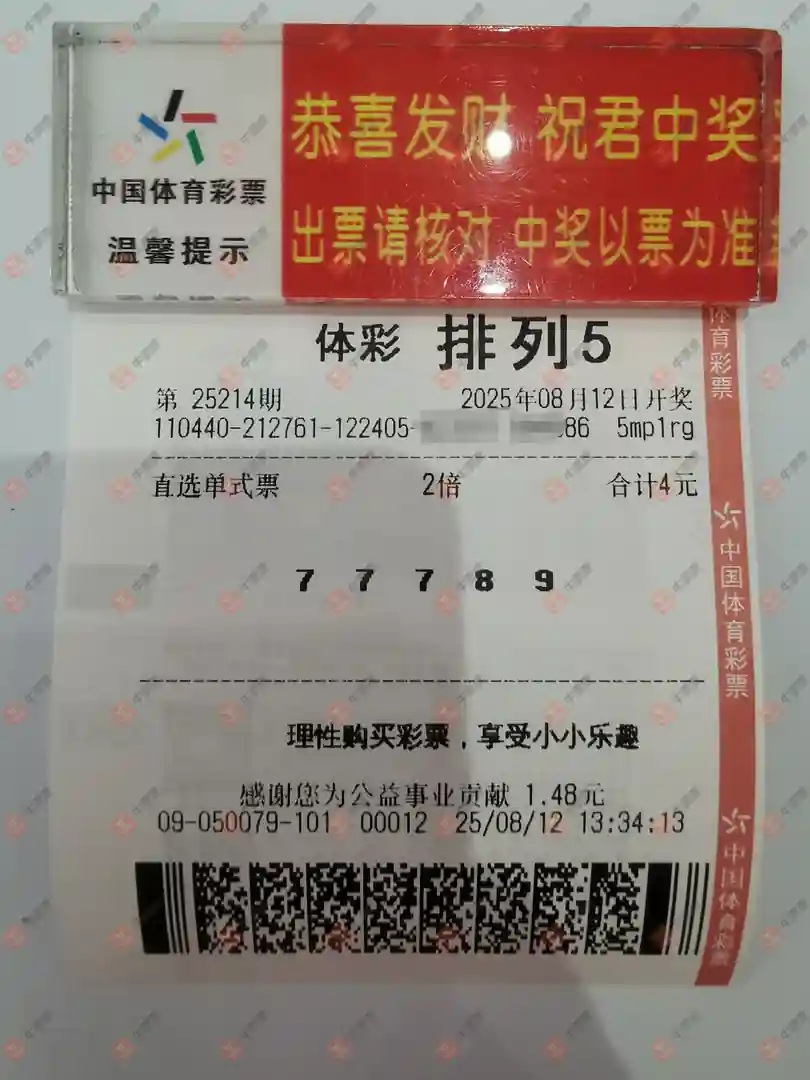 恭喜发财 祝君中奖
中国体育彩票
温馨提示
出票请核对 中奖以票为准
体彩 排列5
体育彩票
第 25214期 2025年08月12日开奖
110440-212761-122405- 86 5mp1rg
直选单式票 2倍 合计4元
中国体育彩票
7 7 7 8 9
理性购买彩票，享受小小乐趣
感谢您为公益事业贡献 1.48元
09-050079-101 00012 25/08/12 13:34:13
中国体育彩票